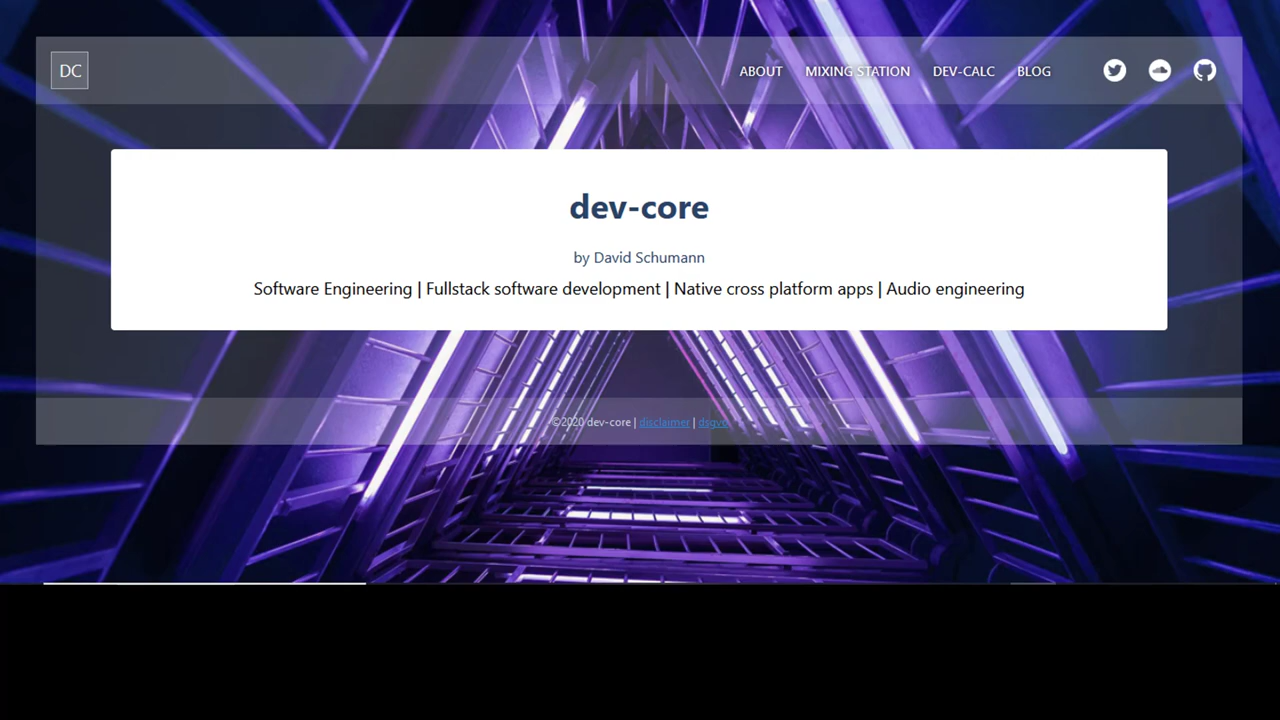 DC
ABOUT MIXING STATION DEV-CALC BLOG
dev-core
by David Schumann
Software Engineering | Fullstack software development | Native cross platform apps | Audio engineering
©2020 dev-core | disclaimer | dsgvo